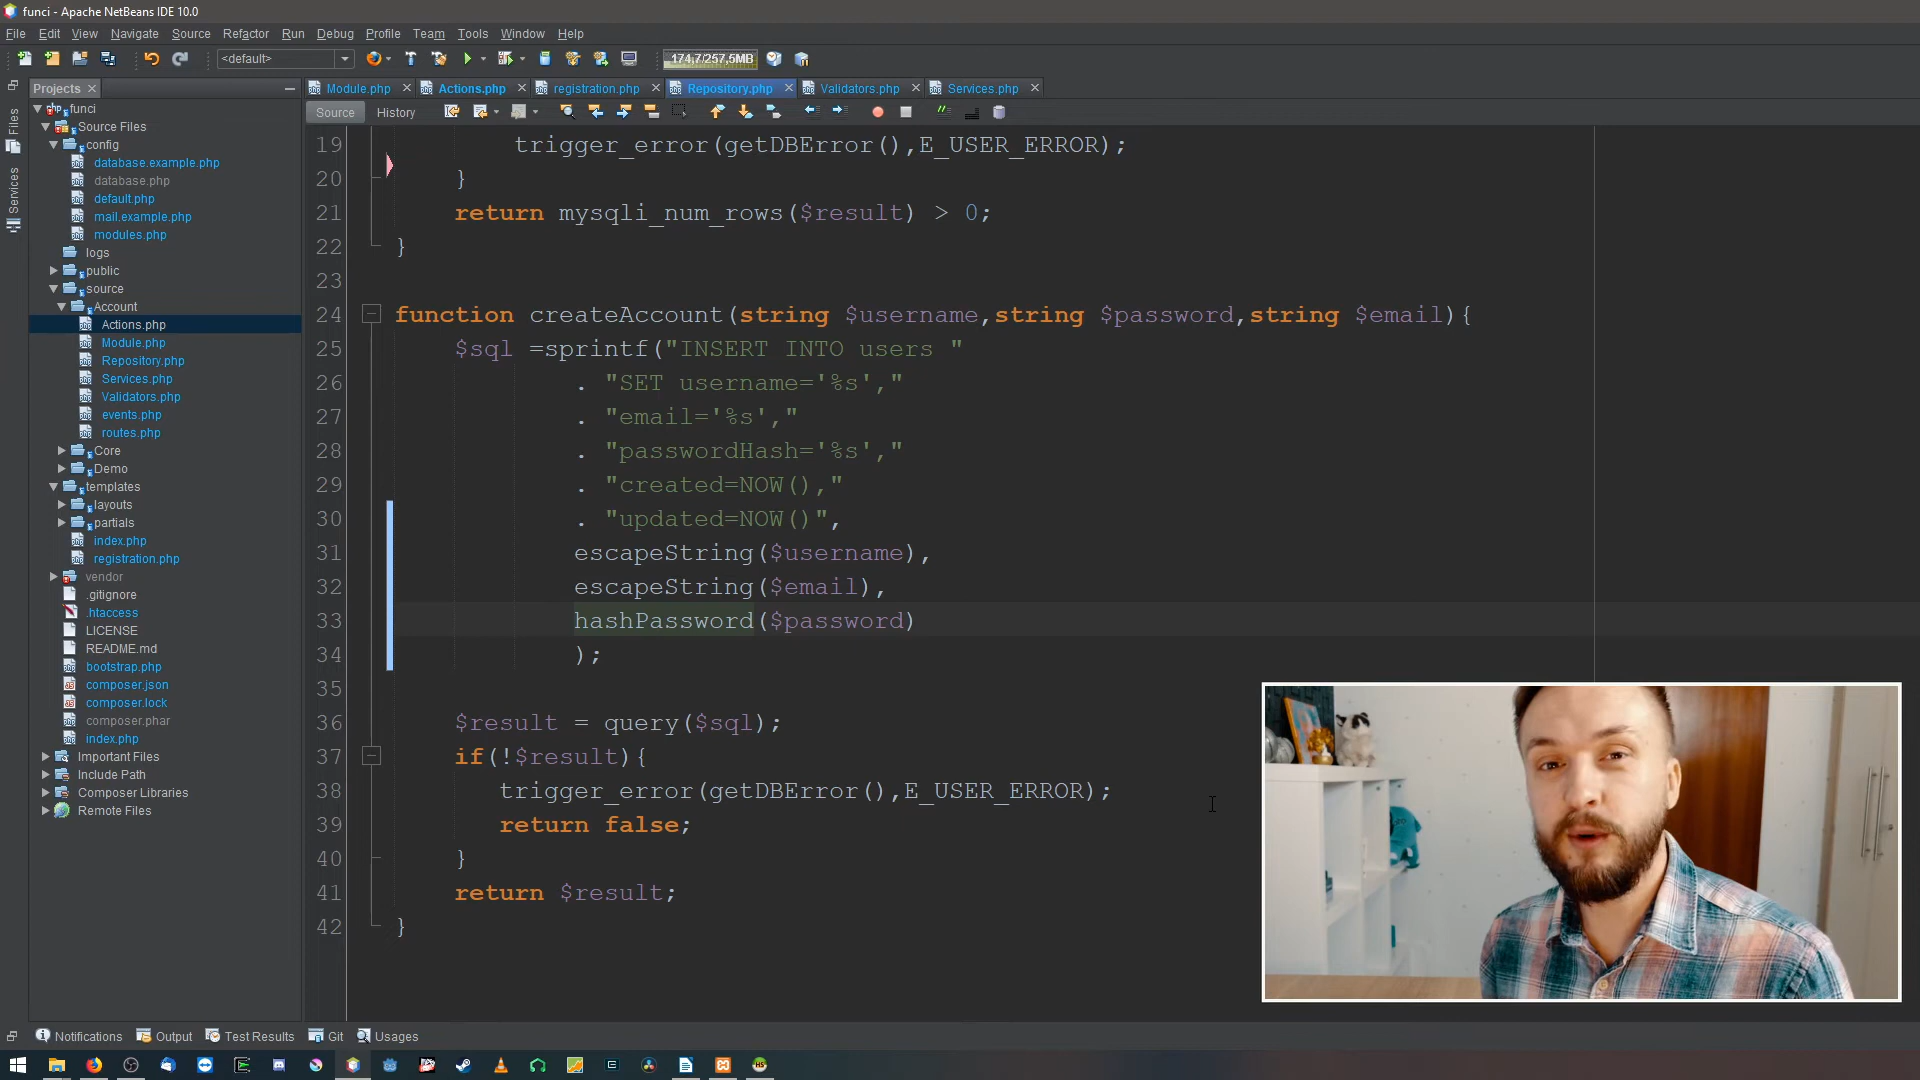 funci - Apache NetBeans IDE 10.0
File Edit View Navigate Source Refactor Run Debug Profile Team Tools Window Help
<default>
174,7/257,5MB
Projects
Module.php Actions.php registration.php Repository.php Validators.php Services.php
Source History
Files
Services
funci
Source Files
config
database.example.php
database.php
default.php
mail.example.php
modules.php
logs
public
source
Account
Actions.php
Module.php
Repository.php
Services.php
Validators.php
events.php
routes.php
Core
Demo
templates
layouts
partials
index.php
registration.php
vendor
.gitignore
.htaccess
LICENSE
README.md
bootstrap.php
composer.json
composer.lock
composer.phar
index.php
Important Files
Include Path
Composer Libraries
Remote Files
19 trigger_error(getDBError(),E_USER_ERROR);
20 }
21 return mysqli_num_rows($result) > 0;
22 }
23
24 function createAccount(string $username,string $password,string $email){
25 $sql =sprintf("INSERT INTO users "
26 . "SET username='%s',"
27 . "email='%s',"
28 . "passwordHash='%s',"
29 . "created=NOW(),"
30 . "updated=NOW()",
31 escapeString($username),
32 escapeString($email),
33 hashPassword($password)
34 );
35
36 $result = query($sql);
37 if(!$result){
38 trigger_error(getDBError(),E_USER_ERROR);
39 return false;
40 }
41 return $result;
42 }
Notifications Output Test Results Git Usages